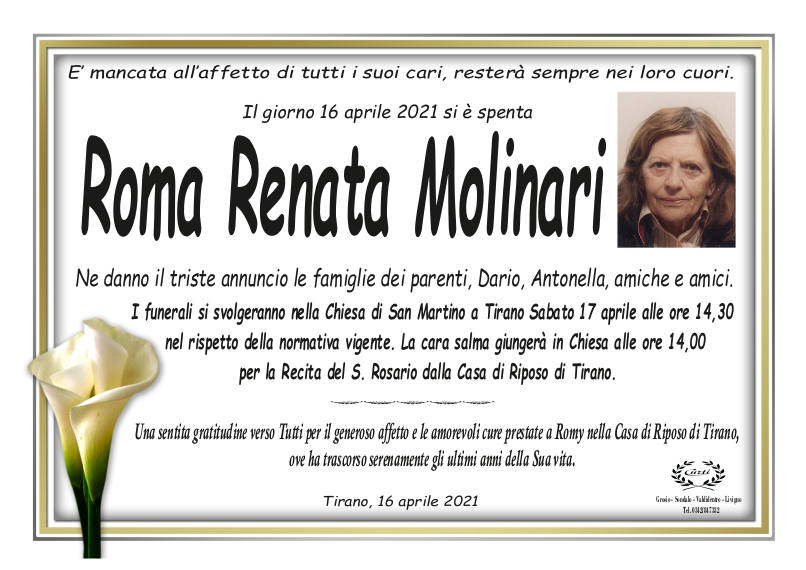 E' mancata all'affetto di tutti i suoi cari, resterà sempre nei loro cuori.
Il giorno 16 aprile 2021 si è spenta
Roma Renata Molinari
Ne danno il triste annuncio le famiglie dei parenti, Dario, Antonella, amiche e amici.
I funerali si svolgeranno nella Chiesa di San Martino a Tirano Sabato 17 aprile alle ore 14,30
nel rispetto della normativa vigente. La cara salma giungerà in Chiesa alle ore 14,00
per la Recita del S. Rosario dalla Casa di Riposo di Tirano.
Una sentita gratitudine verso Tutti per il generoso affetto e le amorevoli cure prestate a Romy nella Casa di Riposo di Tirano,
ove ha trascorso serenamente gli ultimi anni della Sua vita.
Tirano, 16 aprile 2021
Curti
Grosio - Sondalo - Valdidentro - Livigno
Tel. 0342/847352